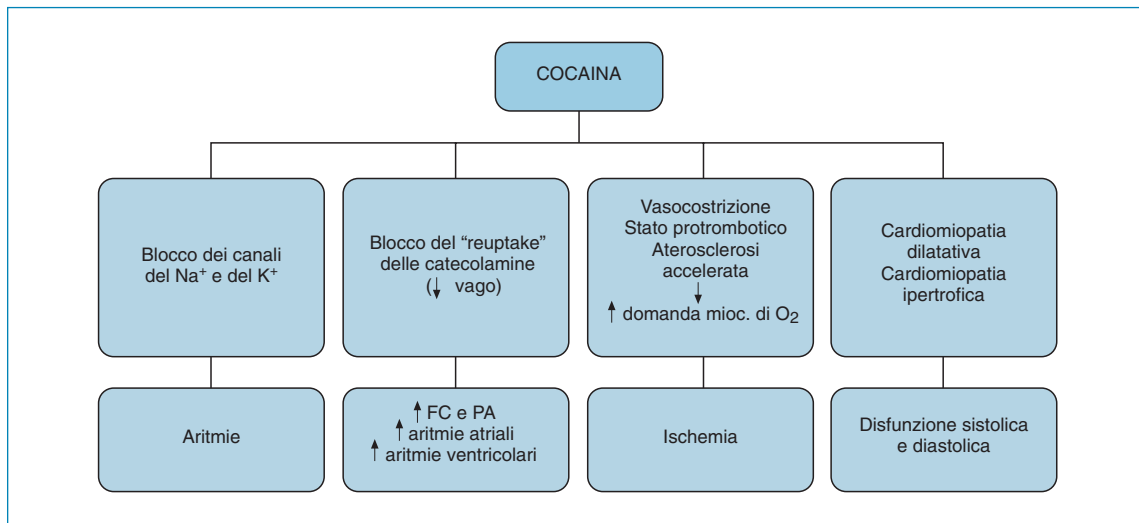 COCAINA
Blocco dei canali
del Na⁺ e del K⁺
Blocco del “reuptake”
delle catecolamine
(↓ vago)
Vasocostrizione
Stato protrombotico
Aterosclerosi
accelerata
↓
↑ domanda mioc. di O₂
Cardiomiopatia
dilatativa
Cardiomiopatia
ipertrofica
Aritmie
↑ FC e PA
↑ aritmie atriali
↑ aritmie ventricolari
Ischemia
Disfunzione sistolica
e diastolica